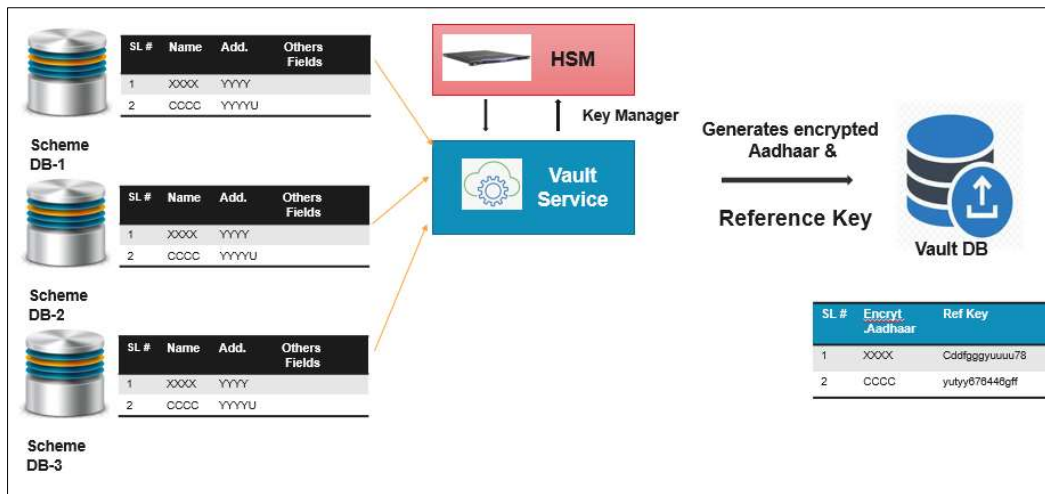 SL # Name Add. Others Fields
1 XXXX YYYY
2 CCCC YYYYU
Scheme
DB-1
SL # Name Add. Others Fields
1 XXXX YYYY
2 CCCC YYYYU
Scheme
DB-2
SL # Name Add. Others Fields
1 XXXX YYYY
2 CCCC YYYYU
Scheme
DB-3
HSM
Key Manager
Vault
Service
Generates encrypted
Aadhaar &
Reference Key
Vault DB
SL # Encryt .Aadhaar Ref Key
1 XXXX Cddfgggyuuuu78
2 CCCC yutyy676446gff